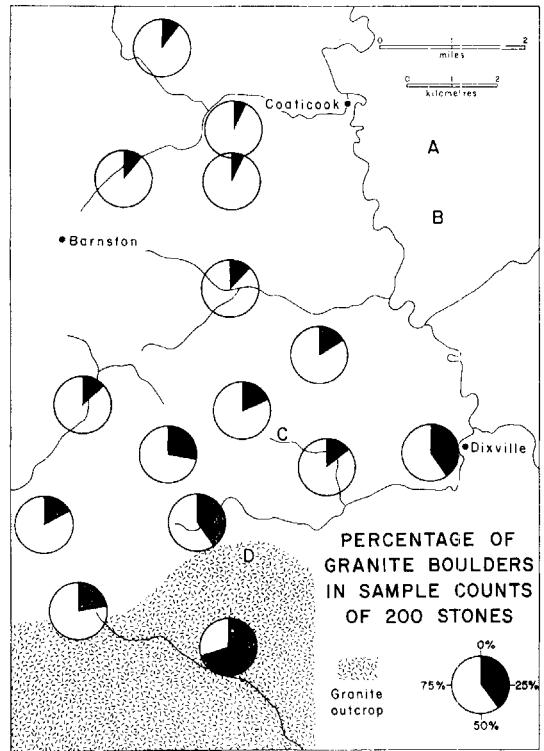 0 1 2
miles
0 1 2
kilometres
Coaticook
A
B
Barnston
C
Dixville
D
PERCENTAGE OF
GRANITE BOULDERS
IN SAMPLE COUNTS
OF 200 STONES
Granite
outcrop
0%
75% 25%
50%